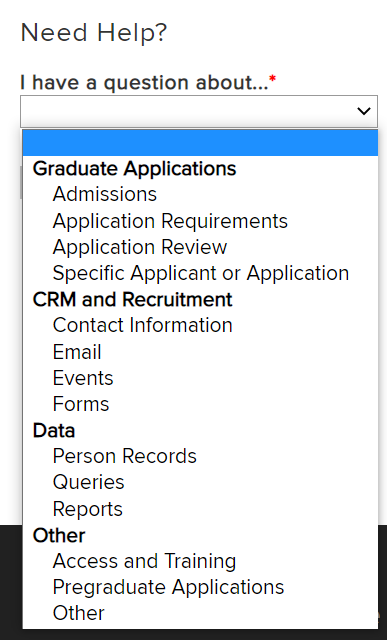 Need Help?
I have a question about...*
Graduate Applications
Admissions
Application Requirements
Application Review
Specific Applicant or Application
CRM and Recruitment
Contact Information
Email
Events
Forms
Data
Person Records
Queries
Reports
Other
Access and Training
Pregraduate Applications
Other